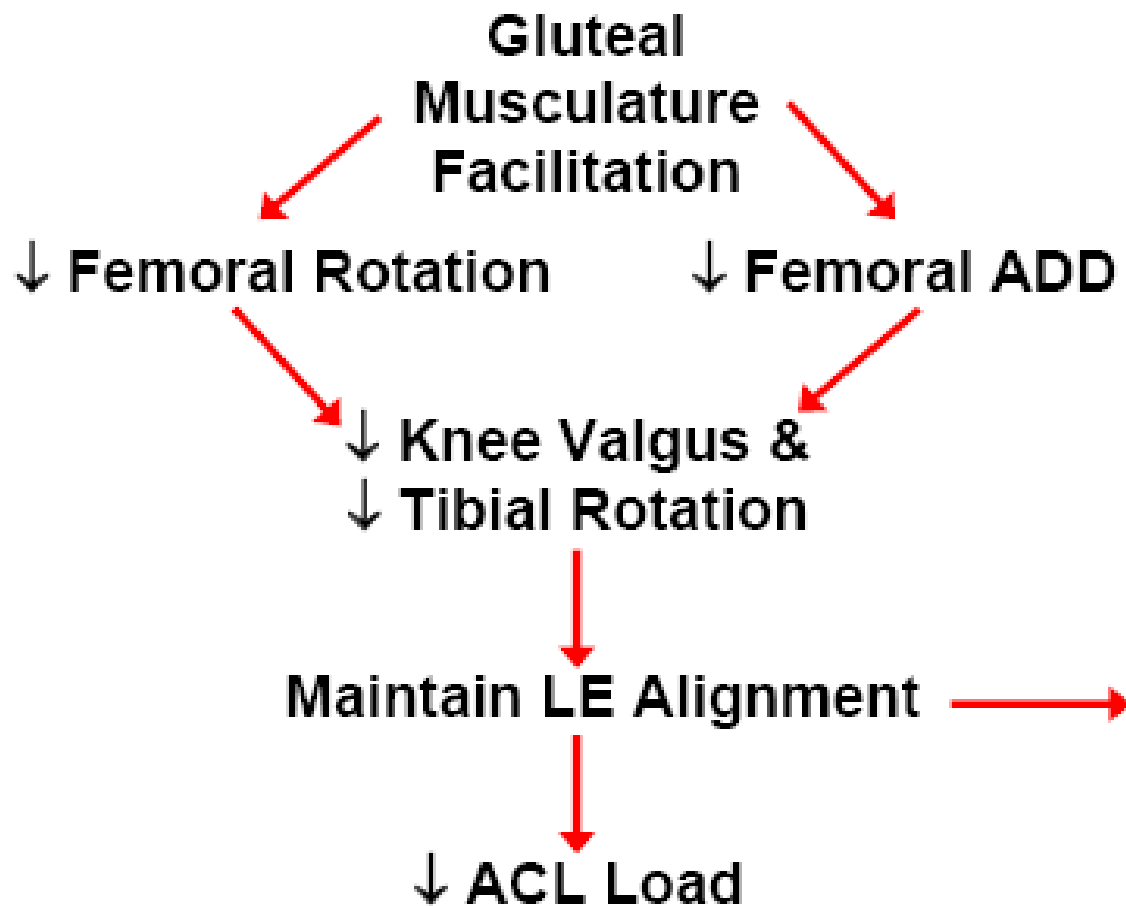 Gluteal
Musculature
Facilitation
↓ Femoral Rotation
↓ Femoral ADD
↓ Knee Valgus &
↓ Tibial Rotation
Maintain LE Alignment
↓ ACL Load